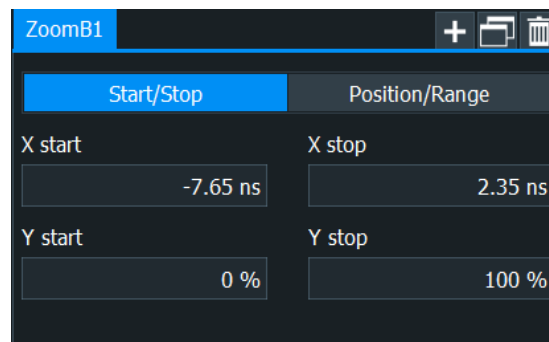 ZoomB1
Start/Stop Position/Range
X start X stop
-7.65 ns 2.35 ns
Y start Y stop
0 % 100 %